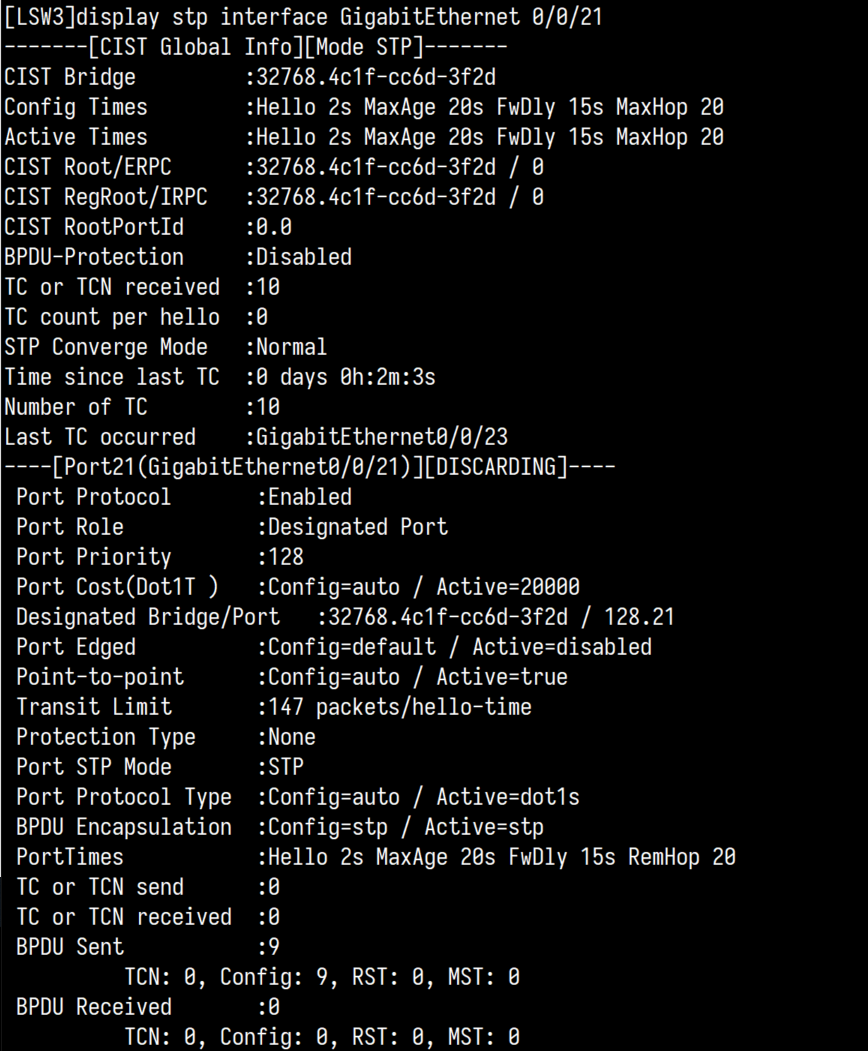 [LSW3]display stp interface GigabitEthernet 0/0/21
-------[CIST Global Info][Mode STP]-------
CIST Bridge         :32768.4c1f-cc6d-3f2d
Config Times        :Hello 2s MaxAge 20s FwDly 15s MaxHop 20
Active Times        :Hello 2s MaxAge 20s FwDly 15s MaxHop 20
CIST Root/ERPC      :32768.4c1f-cc6d-3f2d / 0
CIST RegRoot/IRPC   :32768.4c1f-cc6d-3f2d / 0
CIST RootPortId     :0.0
BPDU-Protection     :Disabled
TC or TCN received  :10
TC count per hello  :0
STP Converge Mode   :Normal
Time since last TC  :0 days 0h:2m:3s
Number of TC        :10
Last TC occurred    :GigabitEthernet0/0/23
----[Port21(GigabitEthernet0/0/21)][DISCARDING]----
 Port Protocol       :Enabled
 Port Role           :Designated Port
 Port Priority       :128
 Port Cost(Dot1T )   :Config=auto / Active=20000
 Designated Bridge/Port   :32768.4c1f-cc6d-3f2d / 128.21
 Port Edged          :Config=default / Active=disabled
 Point-to-point      :Config=auto / Active=true
 Transit Limit       :147 packets/hello-time
 Protection Type     :None
 Port STP Mode       :STP
 Port Protocol Type  :Config=auto / Active=dot1s
 BPDU Encapsulation  :Config=stp / Active=stp
 PortTimes           :Hello 2s MaxAge 20s FwDly 15s RemHop 20
 TC or TCN send      :0
 TC or TCN received  :0
 BPDU Sent           :9
          TCN: 0, Config: 9, RST: 0, MST: 0
 BPDU Received       :0
          TCN: 0, Config: 0, RST: 0, MST: 0